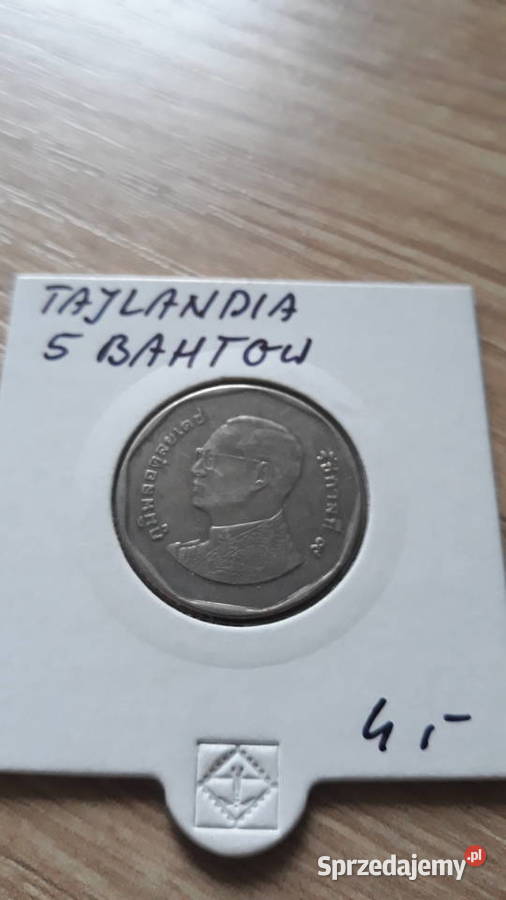 TAJLANDIA
5 BAHTOW
ภูมิพลอดุลยเดช
รัชกาลที่ ๙
4,-
Sprzedajemy.pl